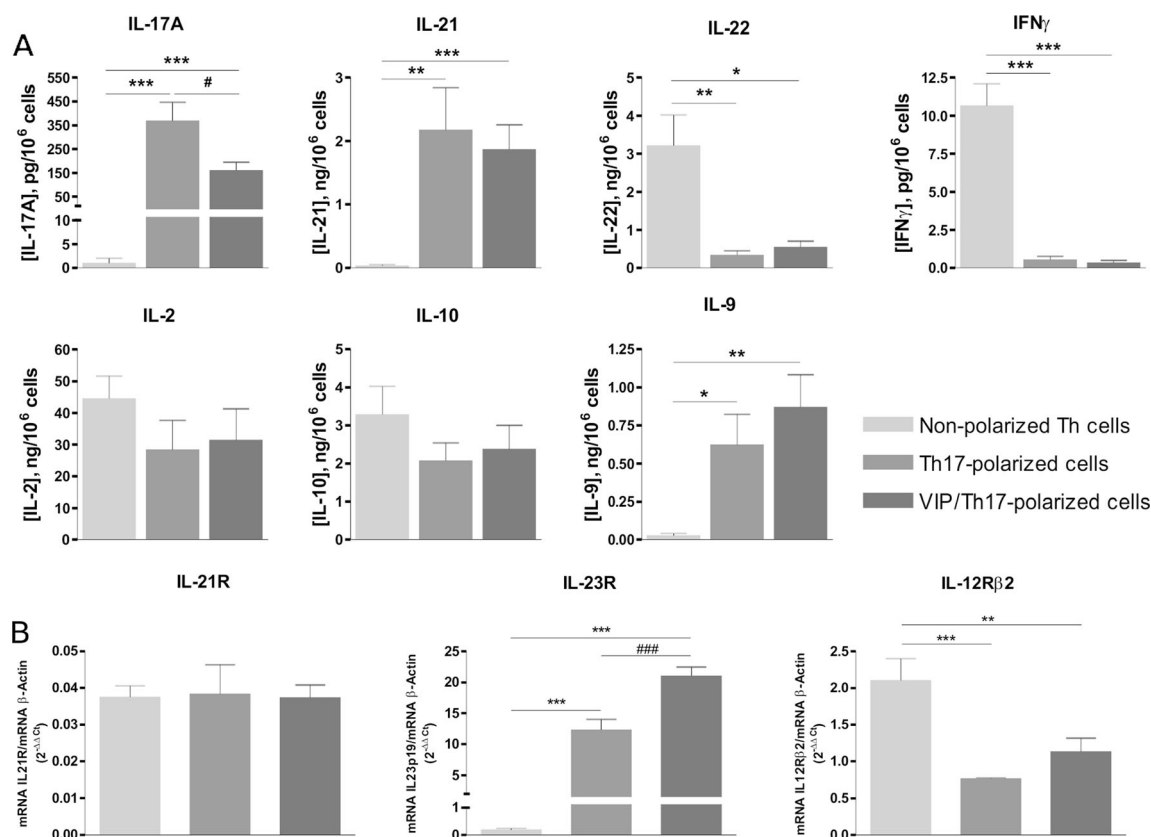 A
IL-17A
[IL-17A], pg/10⁶ cells
550
450
350
250
150
50
10
5
0
***
***
#
IL-21
[IL-21], ng/10⁶ cells
3
2
1
0
***
**
IL-22
[IL-22], ng/10⁶ cells
5
4
3
2
1
0
*
**
IFNγ
[IFNγ], pg/10⁶ cells
12.5
10.0
7.5
5.0
2.5
0.0
***
***
IL-2
[IL-2], ng/10⁶ cells
60
50
40
30
20
10
0
IL-10
[IL-10], ng/10⁶ cells
5
4
3
2
1
0
IL-9
[IL-9], ng/10⁶ cells
1.25
1.00
0.75
0.50
0.25
0.00
**
*
Non-polarized Th cells
Th17-polarized cells
VIP/Th17-polarized cells
B
IL-21R
mRNA IL21R/mRNA β-Actin
(2^-ΔΔ Ct)
0.05
0.04
0.03
0.02
0.01
0.00
IL-23R
mRNA IL23p19/mRNA β-Actin
(2^-ΔΔ Ct)
25
20
15
10
5
1
0
***
###
***
IL-12Rβ2
mRNA IL12Rβ2/mRNA β-Actin
(2^-ΔΔ Ct)
2.5
2.0
1.5
1.0
0.5
0.0
**
***